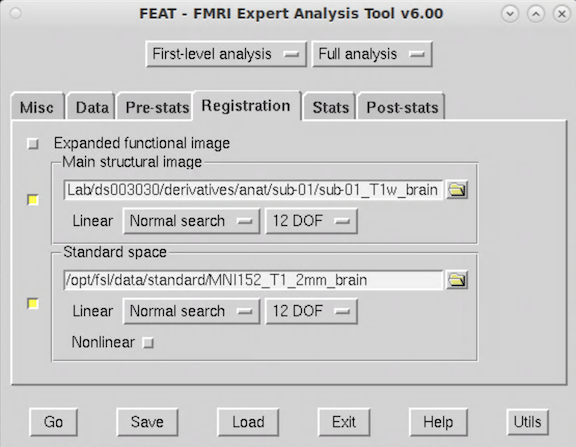 FEAT - FMRI Expert Analysis Tool v6.00
First-level analysis Full analysis
Misc Data Pre-stats Registration Stats Post-stats
Expanded functional image
Main structural image
Lab/ds003030/derivatives/anat/sub-01/sub-01_T1w_brain
Linear Normal search 12 DOF
Standard space
/opt/fsl/data/standard/MNI152_T1_2mm_brain
Linear Normal search 12 DOF
Nonlinear
Go Save Load Exit Help Utils